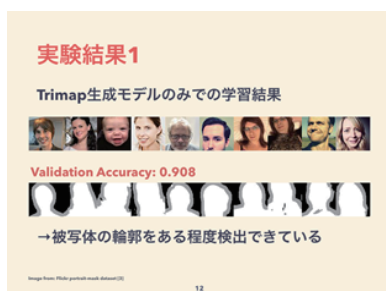 実験結果1
Trimap生成モデルのみでの学習結果
Validation Accuracy: 0.908
→被写体の輪郭をある程度検出できている
Image from: Flickr portrait mask dataset [3]
12